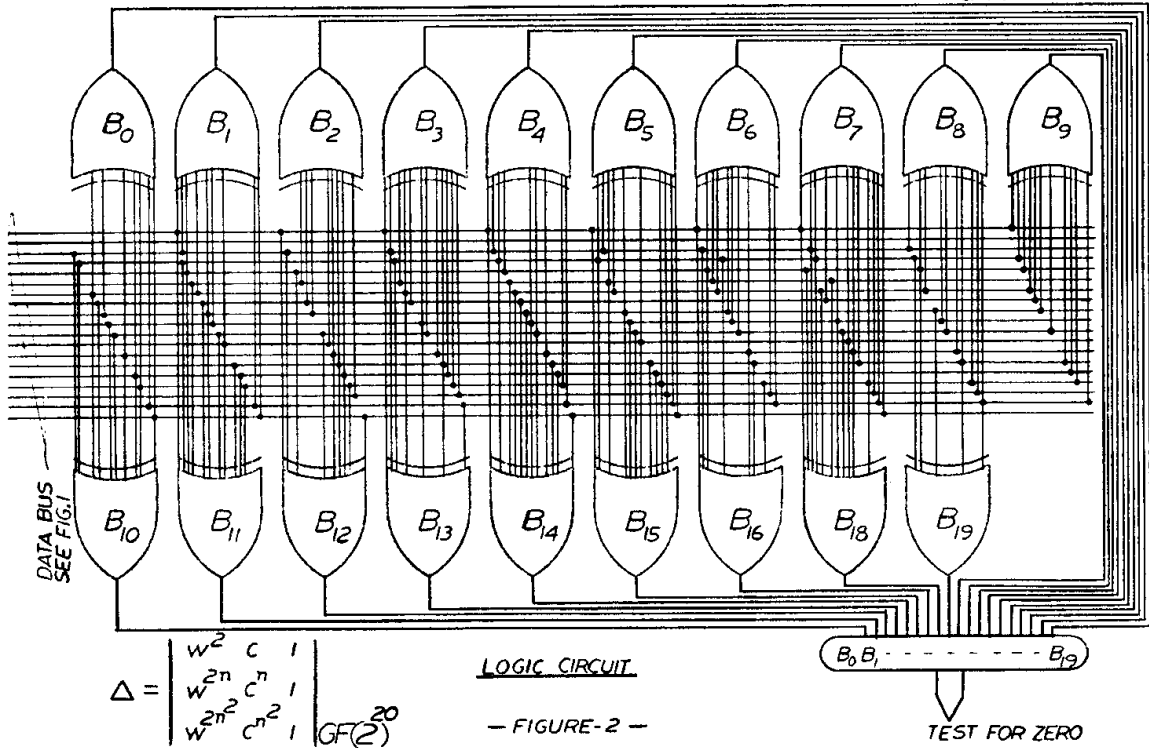 B₀ B₁ B₂ B₃ B₄ B₅ B₆ B₇ B₈ B₉
DATA BUS
SEE FIG.1
B₁₀ B₁₁ B₁₂ B₁₃ B₁₄ B₁₅ B₁₆ B₁₈ B₁₉
B₀ B₁ - - - - - - - B₁₉
TEST FOR ZERO
Δ =
w² c 1
w²ⁿ cⁿ 1
w^2n² c^n² 1
GF(2)²⁰
LOGIC CIRCUIT
— FIGURE-2 —